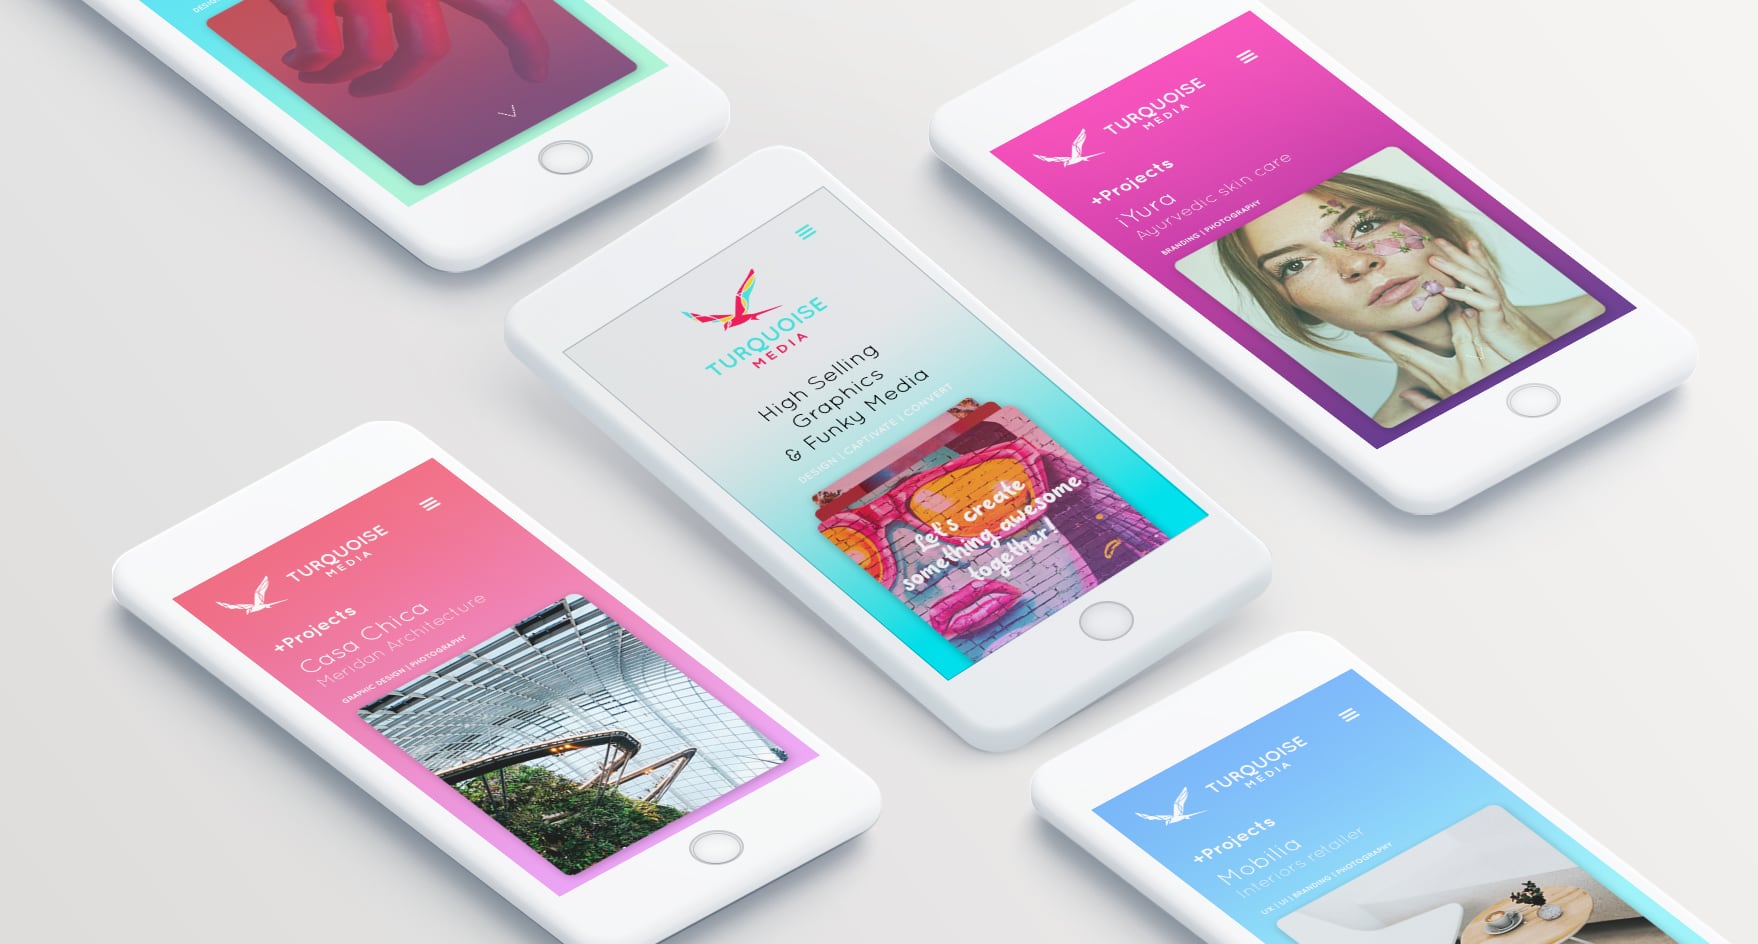 DESIGN
TURQUOISE
MEDIA
High Selling
Graphics
& Funky Media
DESIGN | CAPTIVATE | CONVERT
Let's create
something awesome
together!
TURQUOISE
MEDIA
+Projects
iYura
Ayurvedic skin care
BRANDING | PHOTOGRAPHY
TURQUOISE
MEDIA
+Projects
Casa Chica
Meridan Architecture
GRAPHIC DESIGN | PHOTOGRAPHY
TURQUOISE
MEDIA
+Projects
Mobilia
Interiors retailer
UX | UI | BRANDING | PHOTOGRAPHY